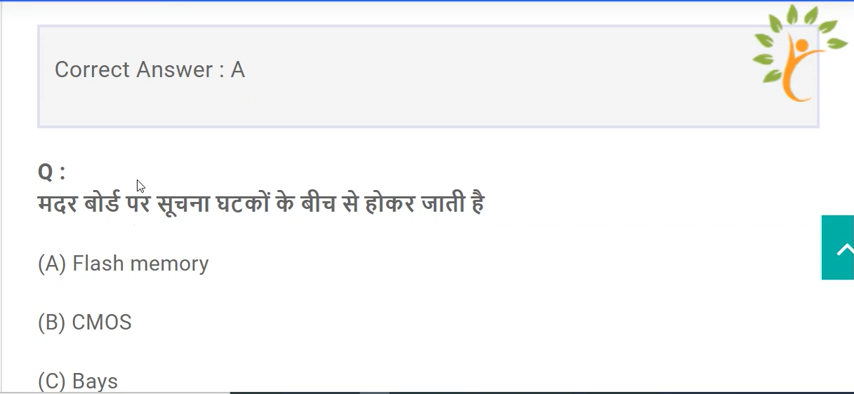 Correct Answer : A
Q :
मदर बोर्ड पर सूचना घटकों के बीच से होकर जाती है
(A) Flash memory
(B) CMOS
(C) Bays